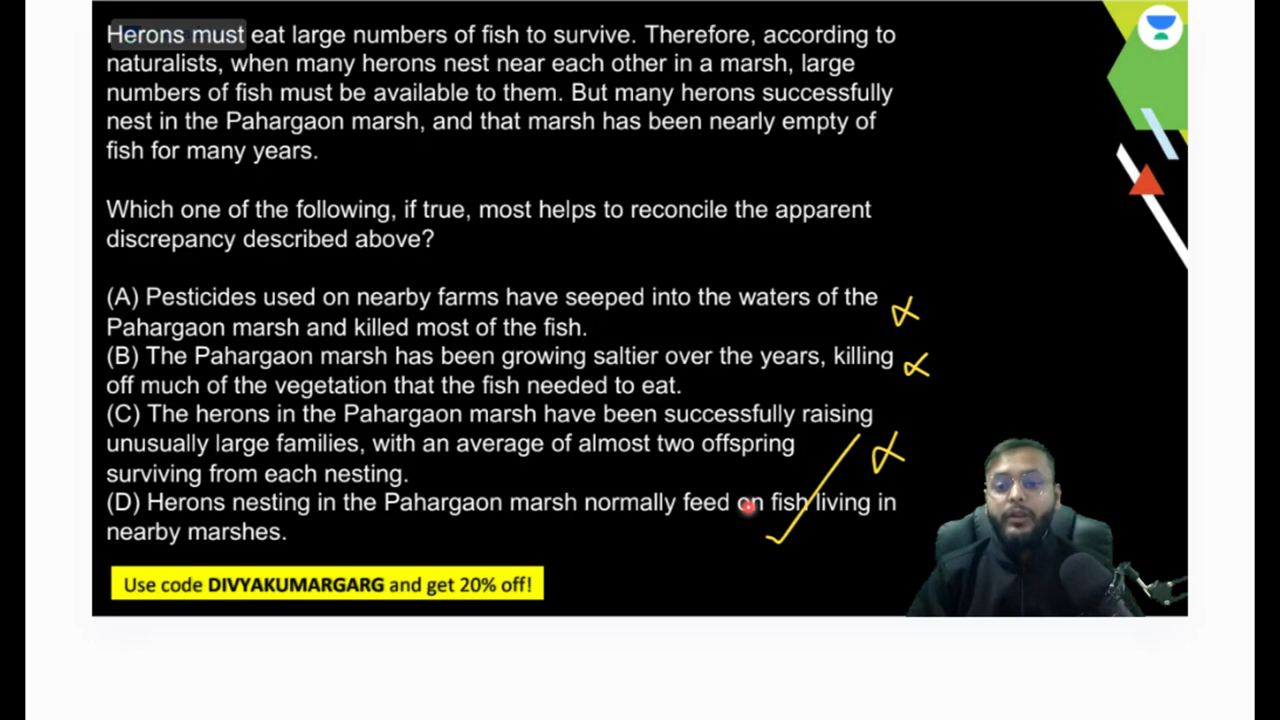 Herons must eat large numbers of fish to survive. Therefore, according to
naturalists, when many herons nest near each other in a marsh, large
numbers of fish must be available to them. But many herons successfully
nest in the Pahargaon marsh, and that marsh has been nearly empty of
fish for many years.
Which one of the following, if true, most helps to reconcile the apparent
discrepancy described above?
(A) Pesticides used on nearby farms have seeped into the waters of the
Pahargaon marsh and killed most of the fish.
(B) The Pahargaon marsh has been growing saltier over the years, killing
off much of the vegetation that the fish needed to eat.
(C) The herons in the Pahargaon marsh have been successfully raising
unusually large families, with an average of almost two offspring
surviving from each nesting.
(D) Herons nesting in the Pahargaon marsh normally feed on fish living in
nearby marshes.
Use code DIVYAKUMARGARG and get 20% off!